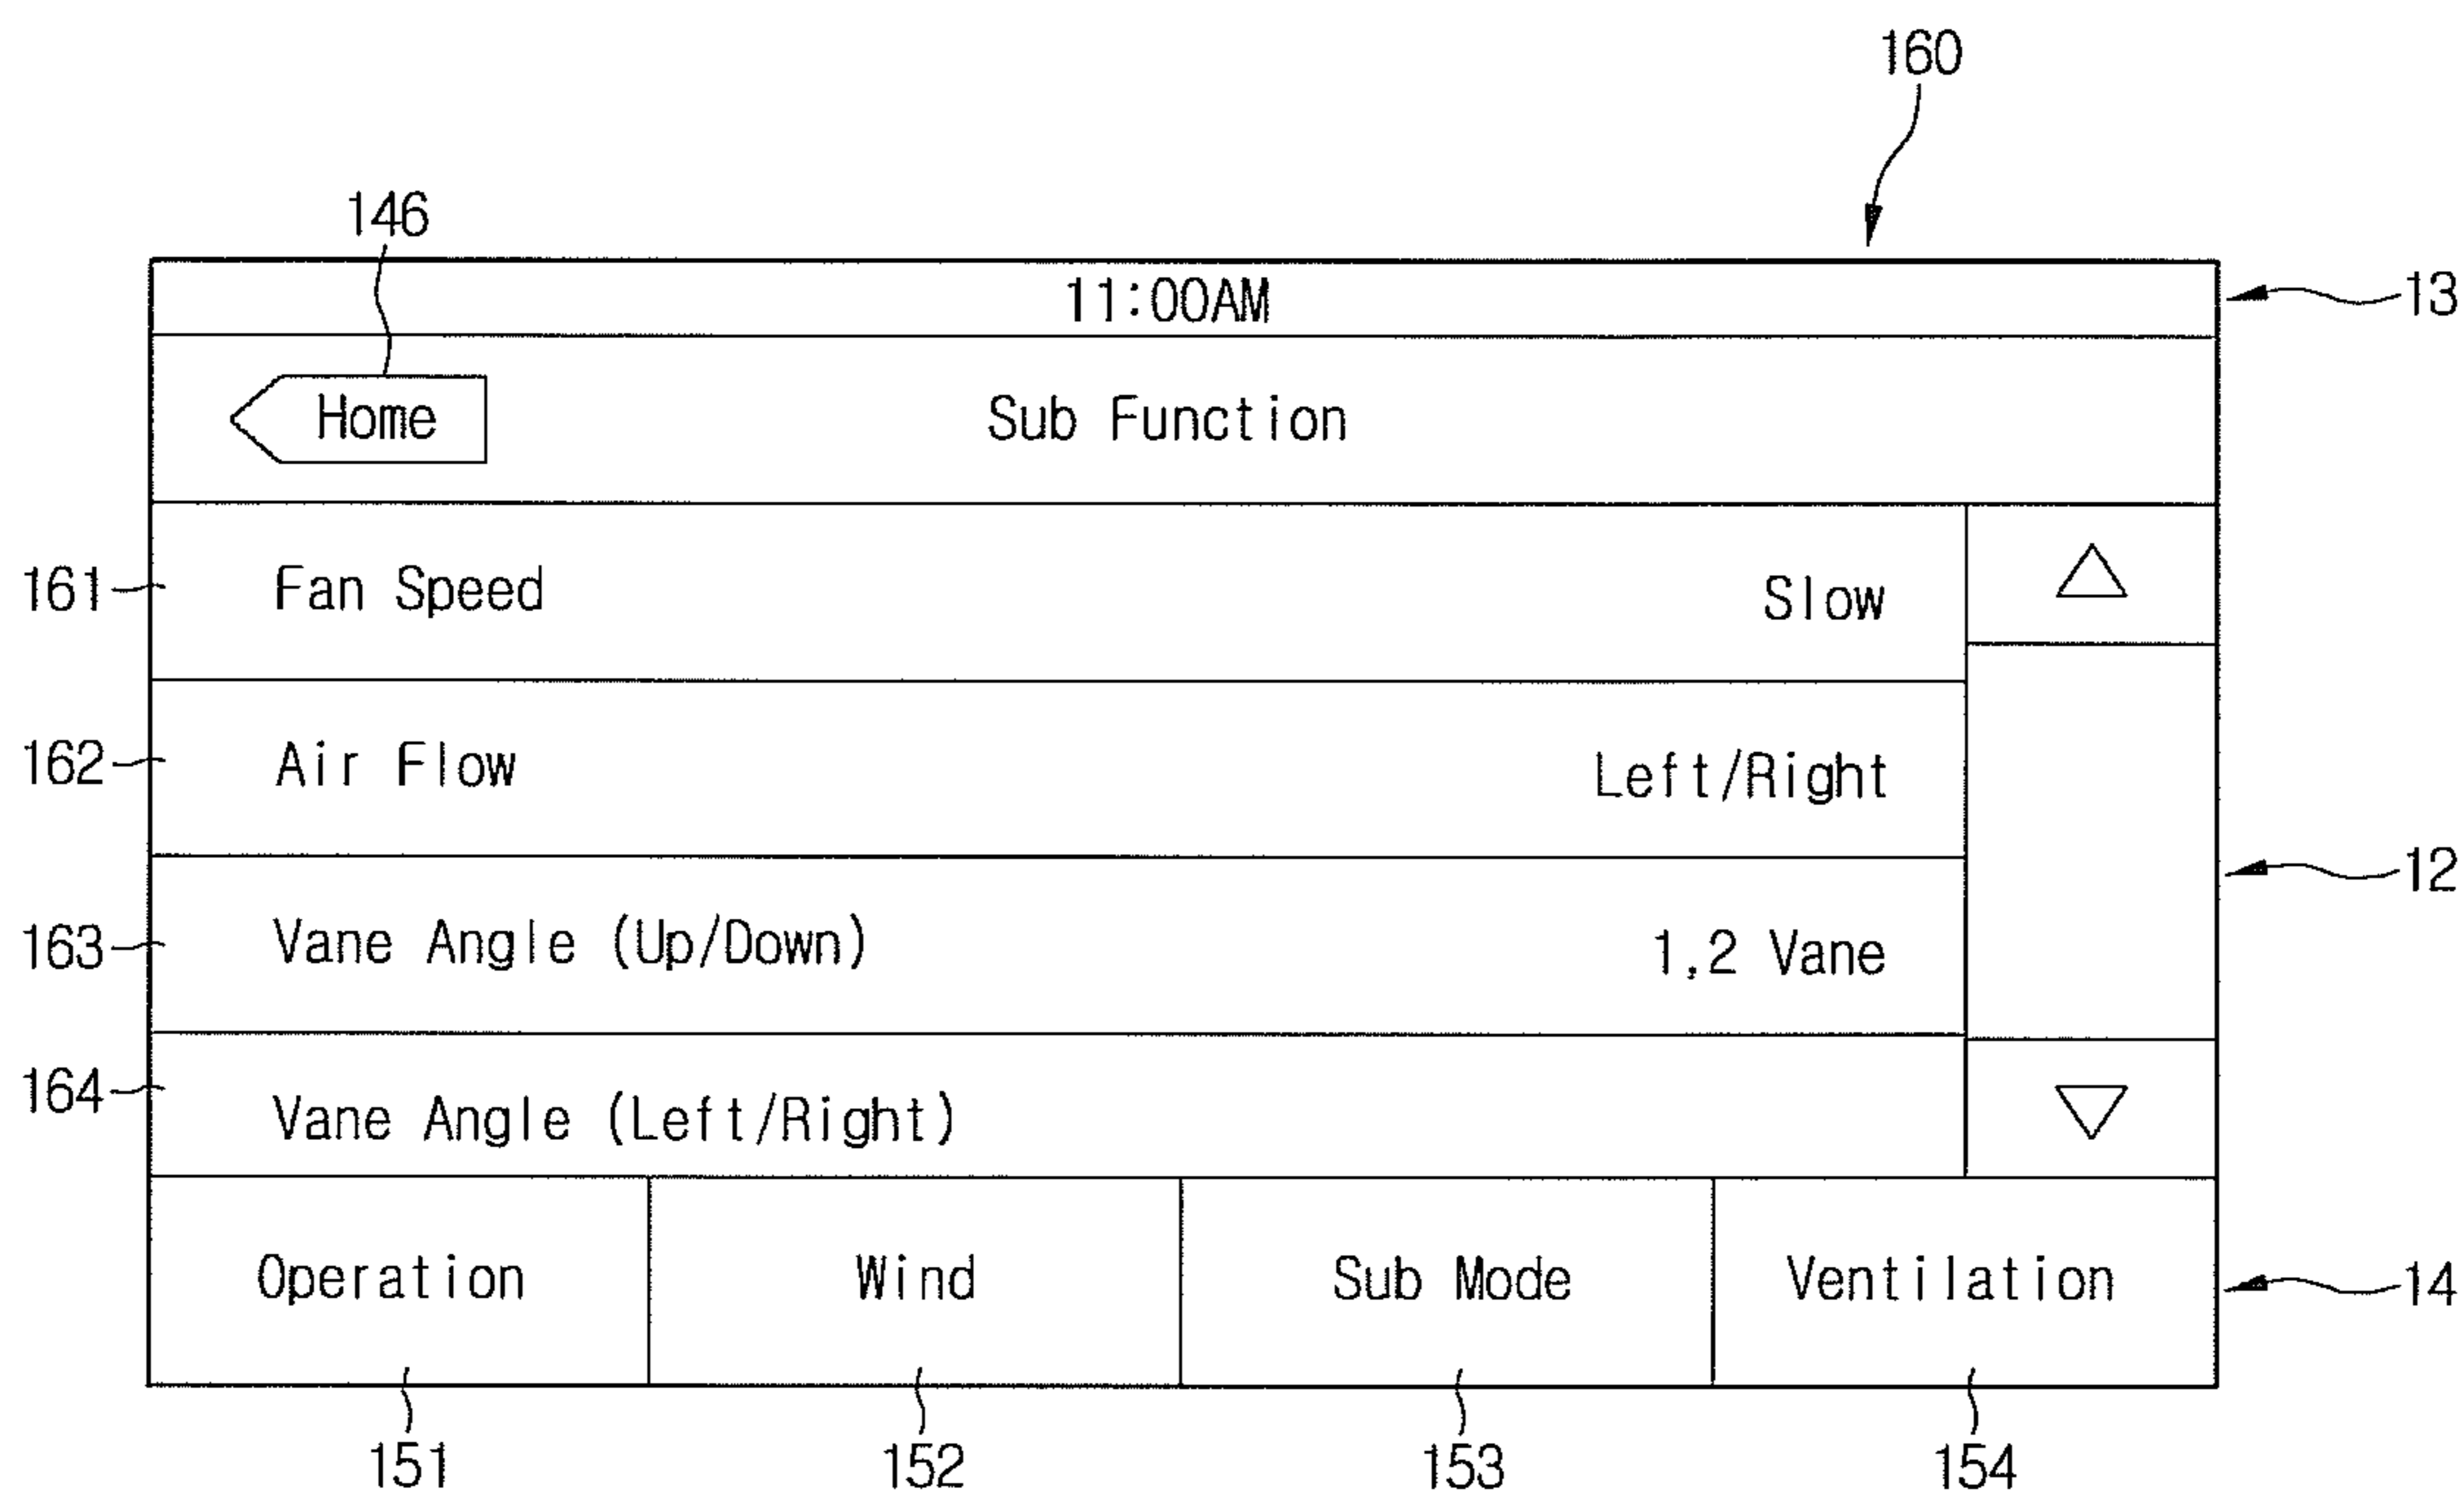 160
146
11:00AM
13
Home
Sub Function
161
Fan Speed
Slow
162
Air Flow
Left/Right
12
163
Vane Angle (Up/Down)
1,2 Vane
164
Vane Angle (Left/Right)
Operation
Wind
Sub Mode
Ventilation
14
151
152
153
154